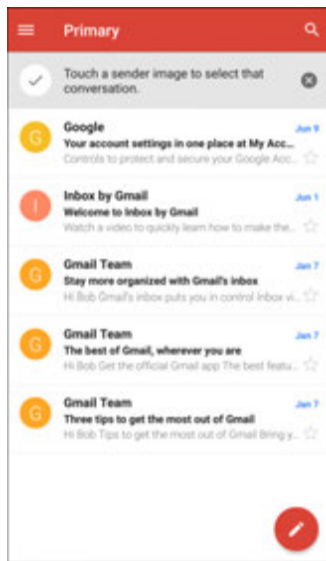 Primary
Touch a sender image to select that
conversation.
G
Google
Jun 9
Your account settings in one place at My Acc...
Controls to protect and secure your Google Acc...
I
Inbox by Gmail
Jun 1
Welcome to Inbox by Gmail
Watch a video to quickly learn how to make the...
G
Gmail Team
Jan 7
Stay more organized with Gmail's inbox
Hi Bob Gmail's inbox puts you in control Inbox vi...
G
Gmail Team
Jan 7
The best of Gmail, wherever you are
Hi Bob Get the official Gmail app The best featu...
G
Gmail Team
Jan 7
Three tips to get the most out of Gmail
Hi Bob Tips to get the most out of Gmail Bring y...